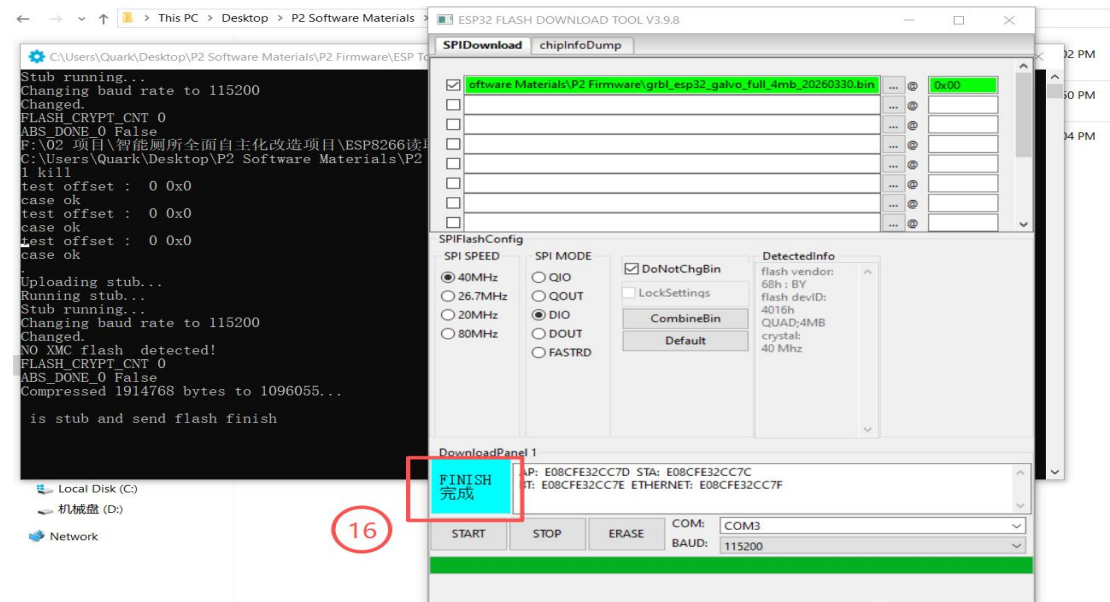 This PC > Desktop > P2 Software Materials >
ESP32 FLASH DOWNLOAD TOOL V3.9.8
SPIDownload chipInfoDump
C:\Users\Quark\Desktop\P2 Software Materials\P2 Firmware\ESP To
Stub running...
Changing baud rate to 115200
Changed.
FLASH_CRYPT_CNT 0
ABS_DONE_0 False
F:\02 项目\智能厕所全面自主化改造项目\ESP8266读
C:\Users\Quark\Desktop\P2 Software Materials\P2
1 kill
test offset : 0 0x0
case ok
test offset : 0 0x0
case ok
test offset : 0 0x0
case ok
.
Uploading stub...
Running stub...
Stub running...
Changing baud rate to 115200
Changed.
NO XMC flash detected!
FLASH_CRYPT_CNT 0
ABS_DONE_0 False
Compressed 1914768 bytes to 1096055...
is stub and send flash finish
oftware Materials\P2 Firmware\grbl_esp32_galvo_full_4mb_20260330.bin ... @ 0x00
... @
... @
... @
... @
... @
... @
... @
SPIFlashConfig
SPI SPEED
40MHz
26.7MHz
20MHz
80MHz
SPI MODE
QIO
QOUT
DIO
DOUT
FASTRD
DoNotChgBin
LockSettings
CombineBin
Default
DetectedInfo
flash vendor:
68h : BY
flash devID:
4016h
QUAD;4MB
crystal:
40 Mhz
DownloadPanel 1
FINISH
完成
AP: E08CFE32CC7D STA: E08CFE32CC7C
BT: E08CFE32CC7E ETHERNET: E08CFE32CC7F
START STOP ERASE
COM: COM3
BAUD: 115200
Local Disk (C:)
机械盘 (D:)
Network
16
02 PM
50 PM
04 PM